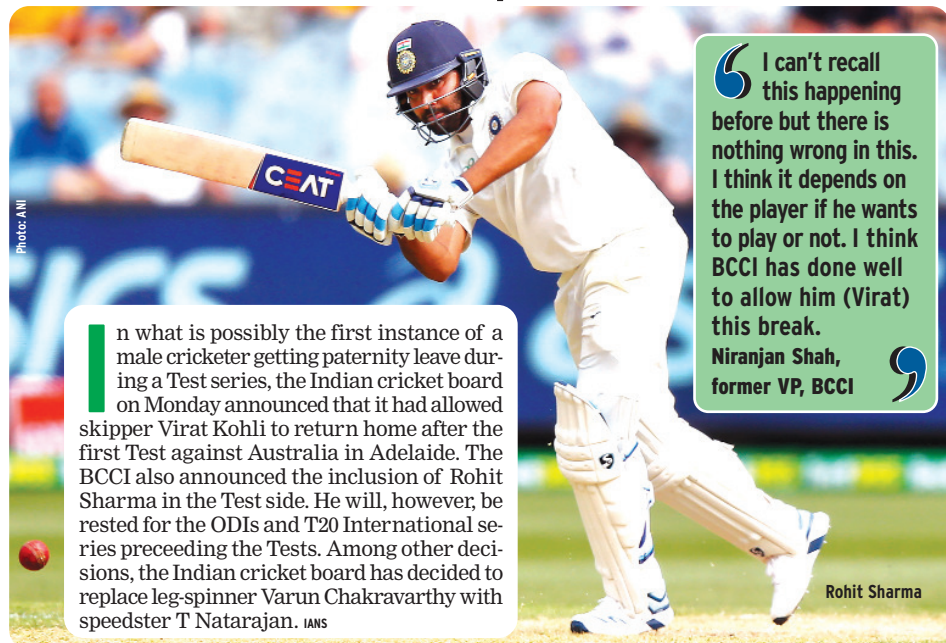 Photo: ANI
CEAT
I can't recall
this happening
before but there is
nothing wrong in this.
I think it depends on
the player if he wants
to play or not. I think
BCCI has done well
to allow him (Virat)
this break.
Niranjan Shah,
former VP, BCCI
In what is possibly the first instance of a
male cricketer getting paternity leave dur-
ing a Test series, the Indian cricket board
on Monday announced that it had allowed
skipper Virat Kohli to return home after the
first Test against Australia in Adelaide. The
BCCI also announced the inclusion of Rohit
Sharma in the Test side. He will, however, be
rested for the ODIs and T20 International se-
ries preceeding the Tests. Among other deci-
sions, the Indian cricket board has decided to
replace leg-spinner Varun Chakravarthy with
speedster T Natarajan. IANS
Rohit Sharma